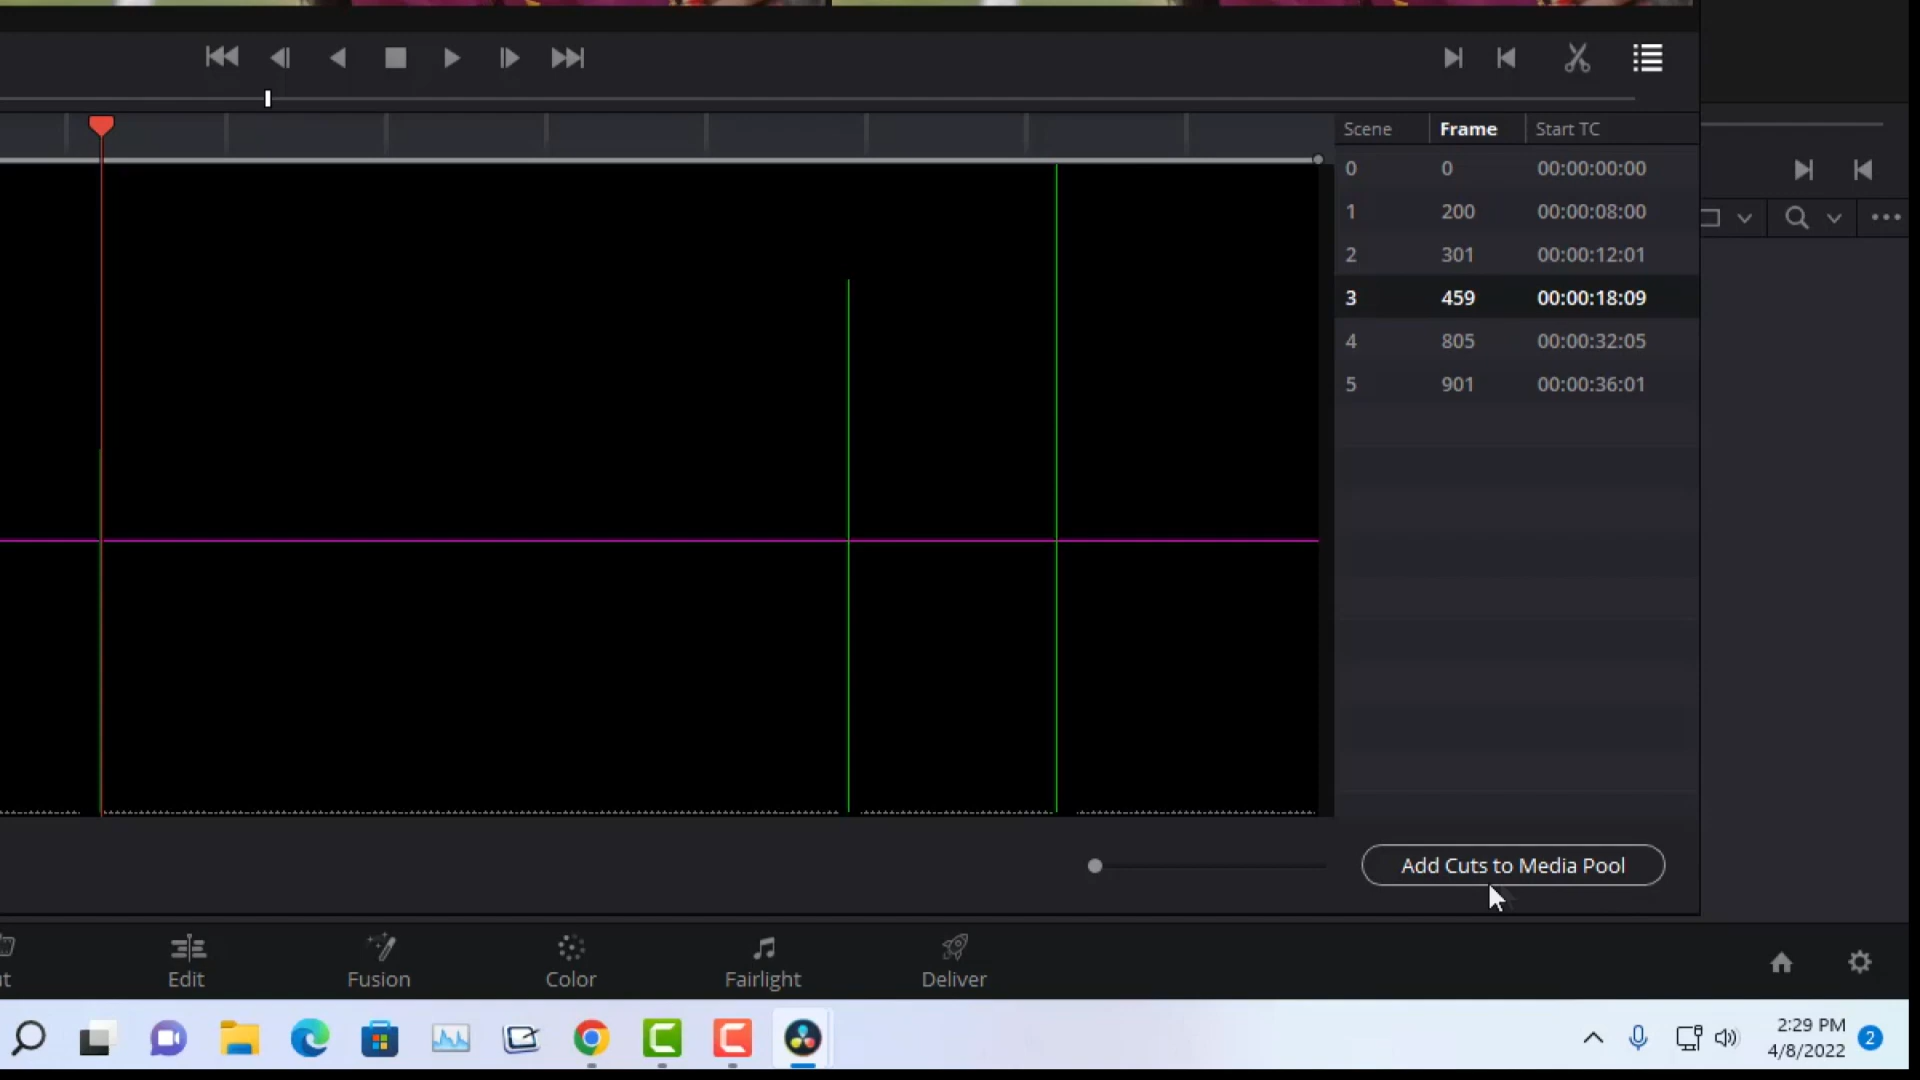 Scene Frame Start TC
0 0 00:00:00:00
1 200 00:00:08:00
2 301 00:00:12:01
3 459 00:00:18:09
4 805 00:00:32:05
5 901 00:00:36:01
Add Cuts to Media Pool
Edit Fusion Color Fairlight Deliver
2:29 PM
4/8/2022 2